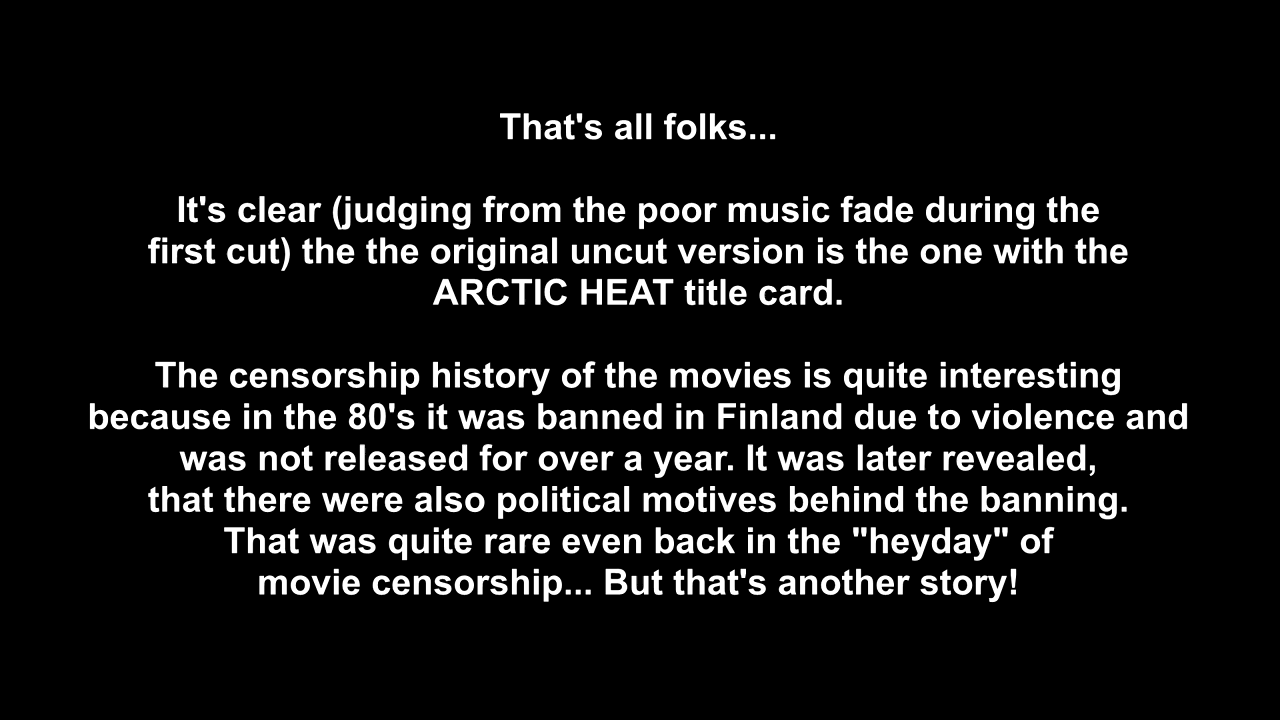 That's all folks...
It's clear (judging from the poor music fade during the
first cut) the the original uncut version is the one with the
ARCTIC HEAT title card.
The censorship history of the movies is quite interesting
because in the 80's it was banned in Finland due to violence and
was not released for over a year. It was later revealed,
that there were also political motives behind the banning.
That was quite rare even back in the "heyday" of
movie censorship... But that's another story!